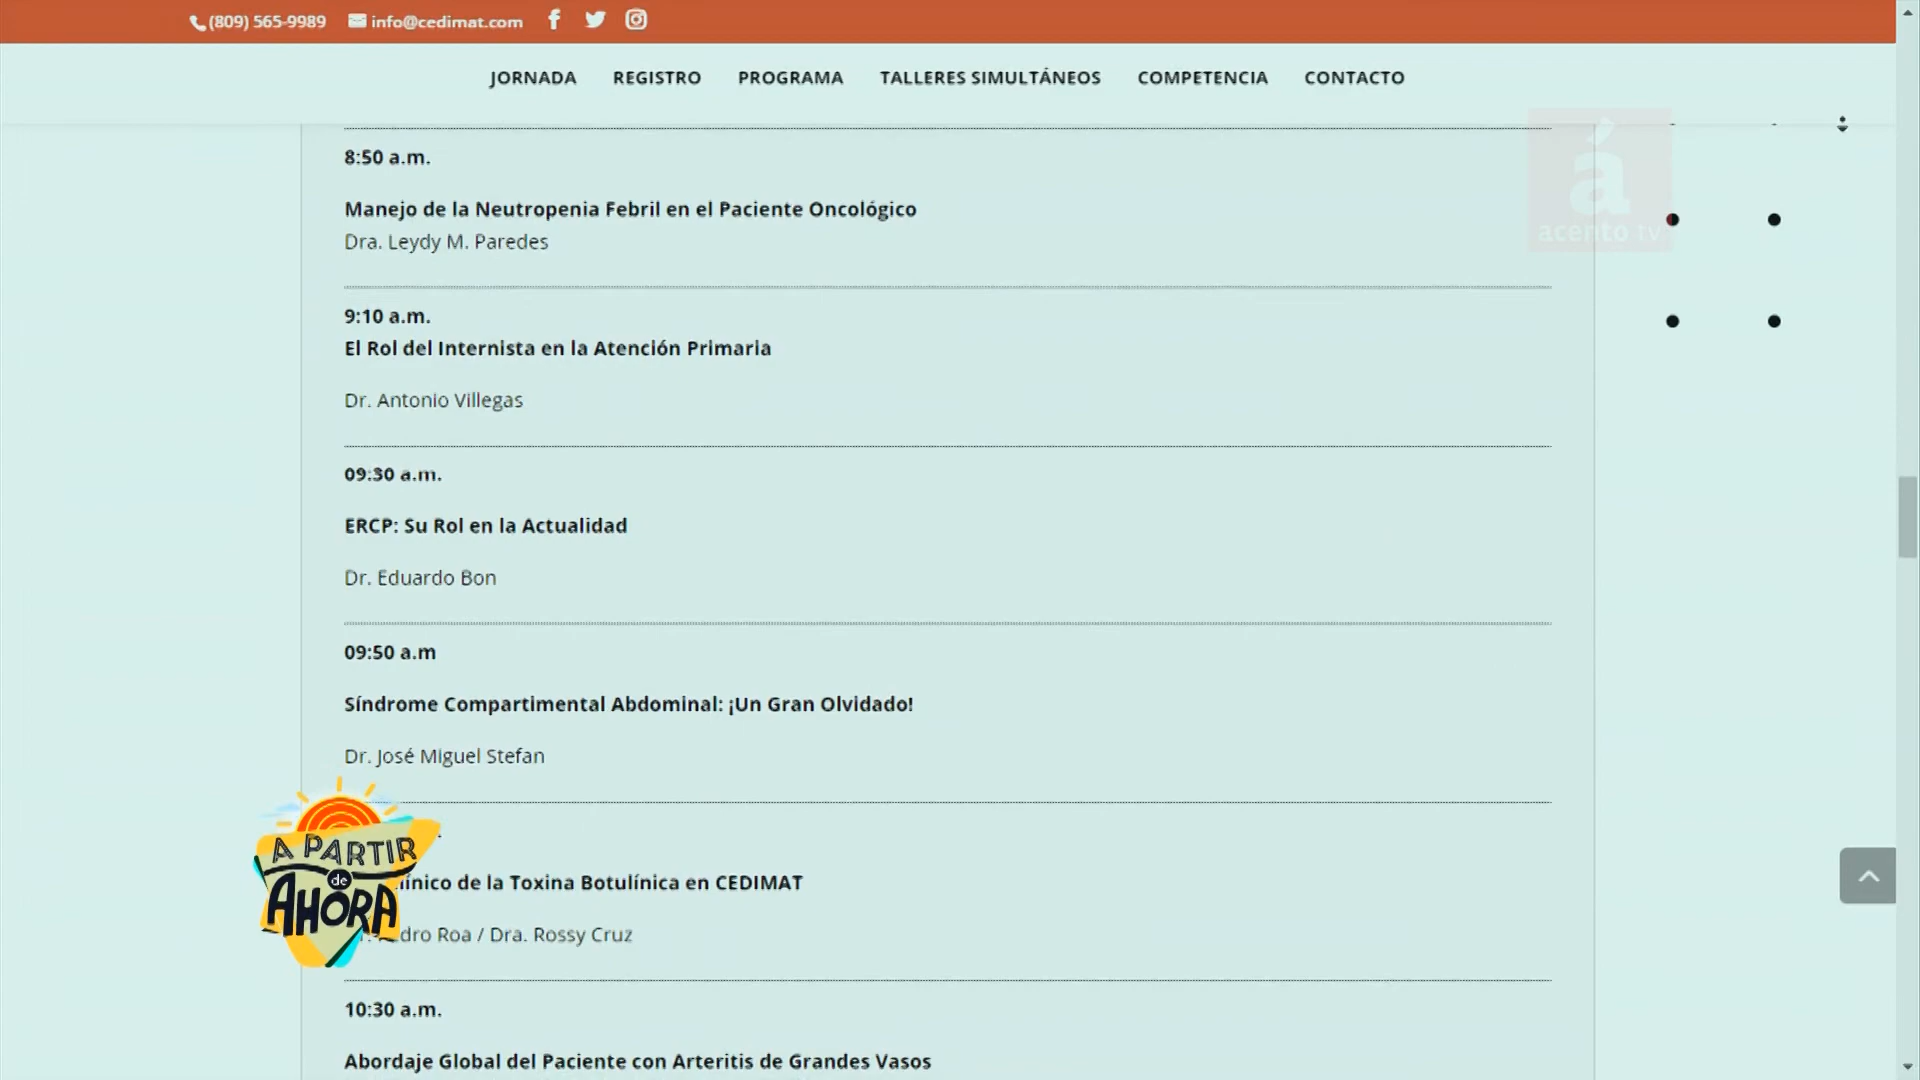 (809) 565-9989 info@cedimat.com
JORNADA REGISTRO PROGRAMA TALLERES SIMULTÁNEOS COMPETENCIA CONTACTO
acento.tv
8:50 a.m.
Manejo de la Neutropenia Febril en el Paciente Oncológico
Dra. Leydy M. Paredes
9:10 a.m.
El Rol del Internista en la Atención Primaria
Dr. Antonio Villegas
09:30 a.m.
ERCP: Su Rol en la Actualidad
Dr. Eduardo Bon
09:50 a.m
Síndrome Compartimental Abdominal: ¡Un Gran Olvidado!
Dr. José Miguel Stefan
A PARTIR
de
AHORA
de la Toxina Botulínica en CEDIMAT
Roa / Dra. Rossy Cruz
10:30 a.m.
Abordaje Global del Paciente con Arteritis de Grandes Vasos